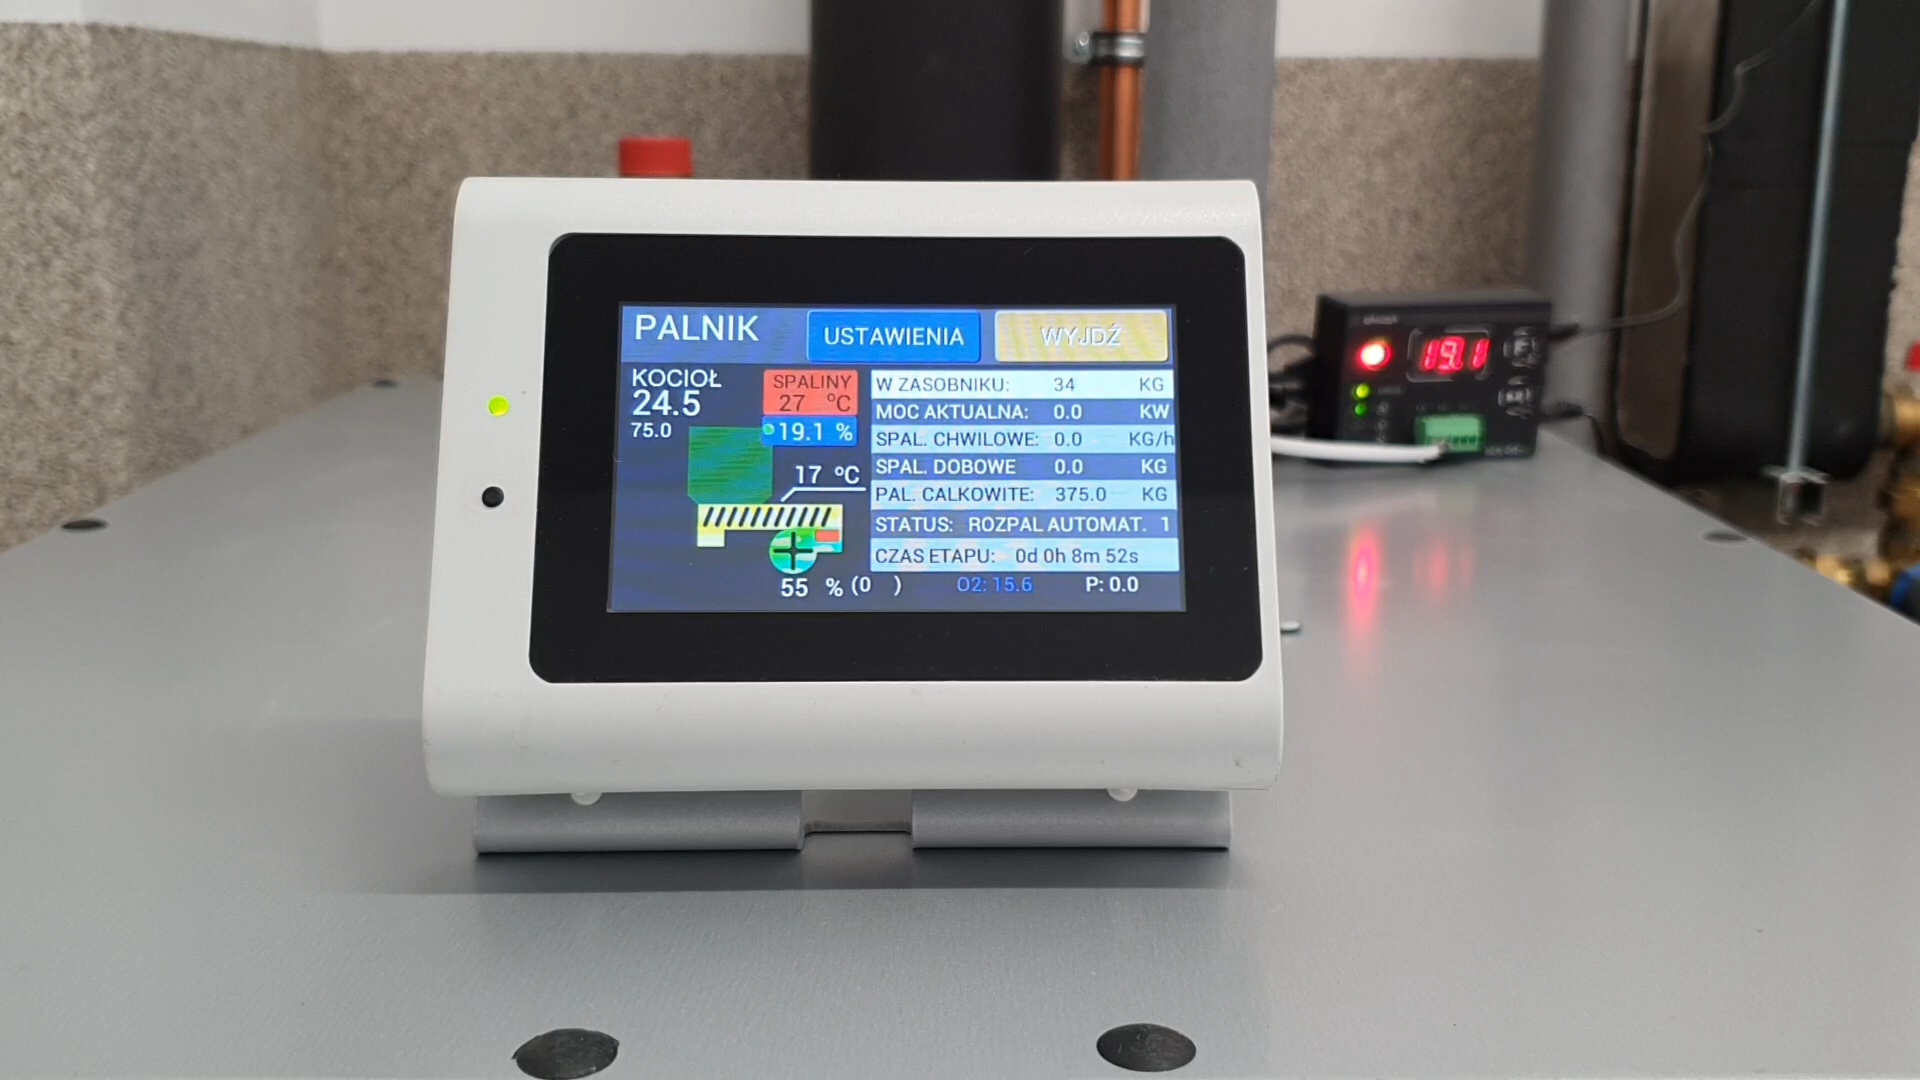 PALNIK
USTAWIENIA
WYJDŹ
KOCIOŁ
24.5
75.0
SPALINY
27 ºC
19.1 %
17 ºC
55 % (0 )
W ZASOBNIKU: 34 KG
MOC AKTUALNA: 0.0 KW
SPAL. CHWILOWE: 0.0 KG/h
SPAL. DOBOWE 0.0 KG
PAL. CALKOWITE: 375.0 KG
STATUS: ROZPAL AUTOMAT. 1
CZAS ETAPU: 0d 0h 8m 52s
O2: 15.6 P: 0.0
19.1